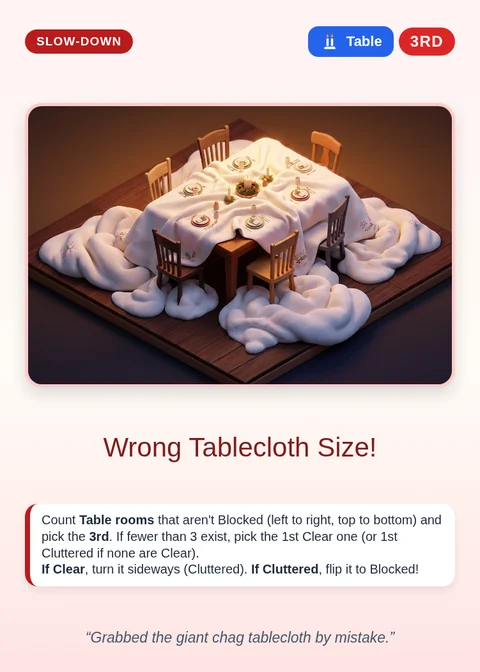 SLOW-DOWN
Table
3RD
Wrong Tablecloth Size!
Count Table rooms that aren't Blocked (left to right, top to bottom) and
pick the 3rd. If fewer than 3 exist, pick the 1st Clear one (or 1st
Cluttered if none are Clear).
If Clear, turn it sideways (Cluttered). If Cluttered, flip it to Blocked!
“Grabbed the giant chag tablecloth by mistake.”